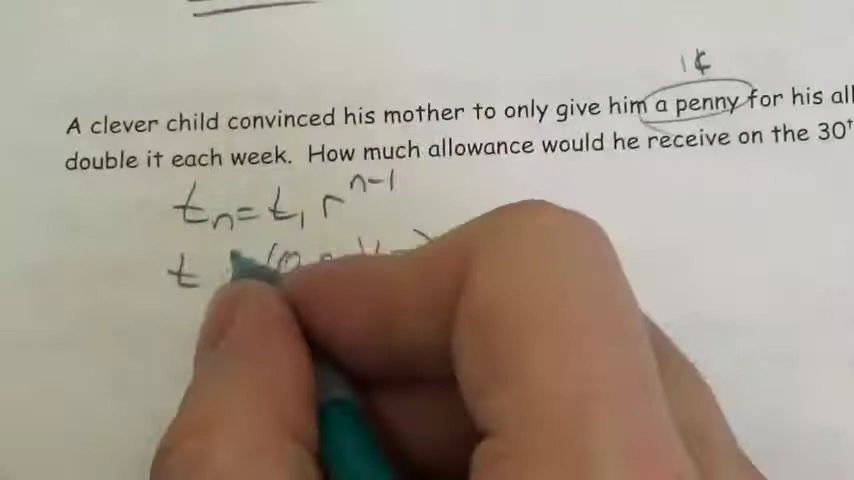 1¢
A clever child convinced his mother to only give him a penny for his all
double it each week. How much allowance would he receive on the 30t
tn = t1 r^n-1
t